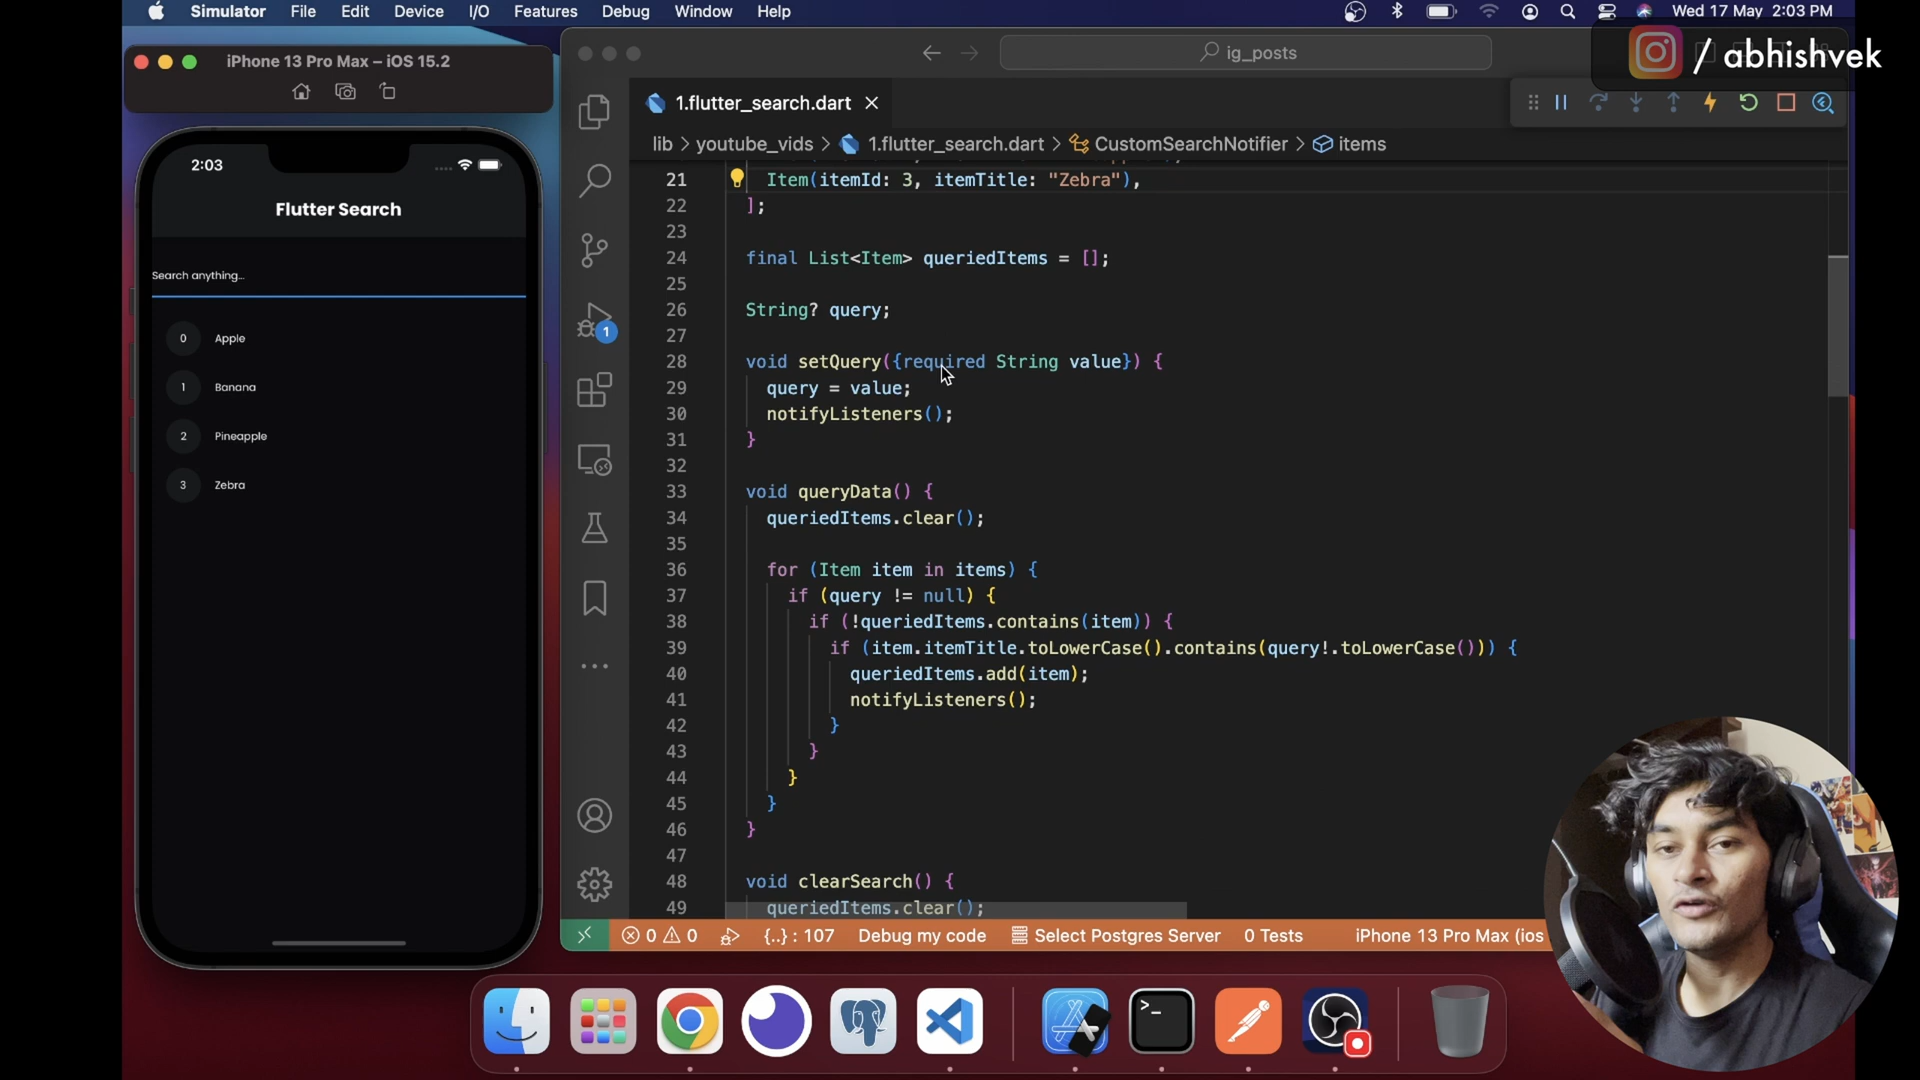 Simulator File Edit Device I/O Features Debug Window Help Wed 17 May 2:03 PM
/ abhishvek
iPhone 13 Pro Max – iOS 15.2
ig_posts
1.flutter_search.dart
lib > youtube_vids > 1.flutter_search.dart > CustomSearchNotifier > items
2:03
Flutter Search
Search anything...
0 Apple
1 Banana
2 Pineapple
3 Zebra
21 Item(itemId: 3, itemTitle: "Zebra"),
22 ];
23
24 final List<Item> queriedItems = [];
25
26 String? query;
27
28 void setQuery({required String value}) {
29 query = value;
30 notifyListeners();
31 }
32
33 void queryData() {
34 queriedItems.clear();
35
36 for (Item item in items) {
37 if (query != null) {
38 if (!queriedItems.contains(item)) {
39 if (item.itemTitle.toLowerCase().contains(query!.toLowerCase())) {
40 queriedItems.add(item);
41 notifyListeners();
42 }
43 }
44 }
45 }
46 }
47
48 void clearSearch() {
49 queriedItems.clear();
1
0 0 {..} : 107 Debug my code Select Postgres Server 0 Tests iPhone 13 Pro Max (ios